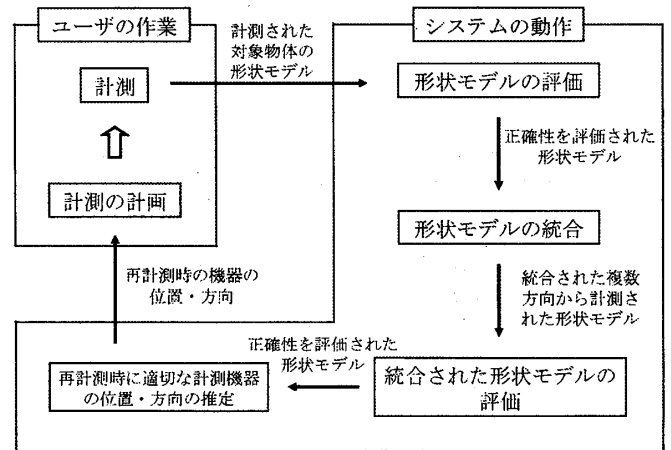 ユーザの作業
計測
計測の計画
計測された
対象物体の
形状モデル
システムの動作
形状モデルの評価
正確性を評価された
形状モデル
形状モデルの統合
統合された複数
方向から計測さ
れた形状モデル
統合された形状モデルの
評価
正確性を評価された
形状モデル
再計測時に適切な計測機器
の位置・方向の推定
再計測時の機器の
位置・方向